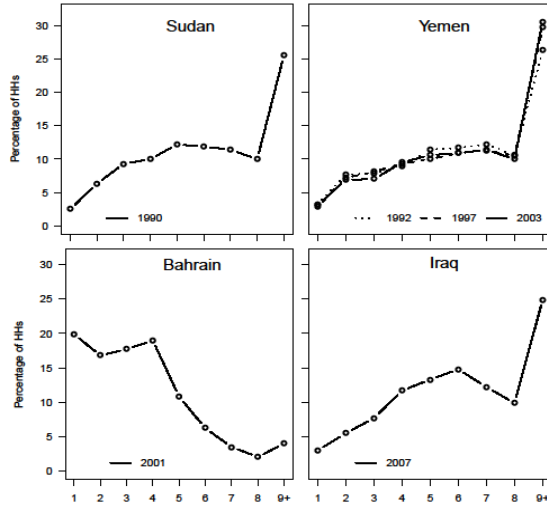 Sudan
Yemen
Percentage of HHs
30
25
20
15
10
5
0
1990
1992 1997 2003
Bahrain
Iraq
Percentage of HHs
30
25
20
15
10
5
0
2001
2007
1 2 3 4 5 6 7 8 9+
1 2 3 4 5 6 7 8 9+